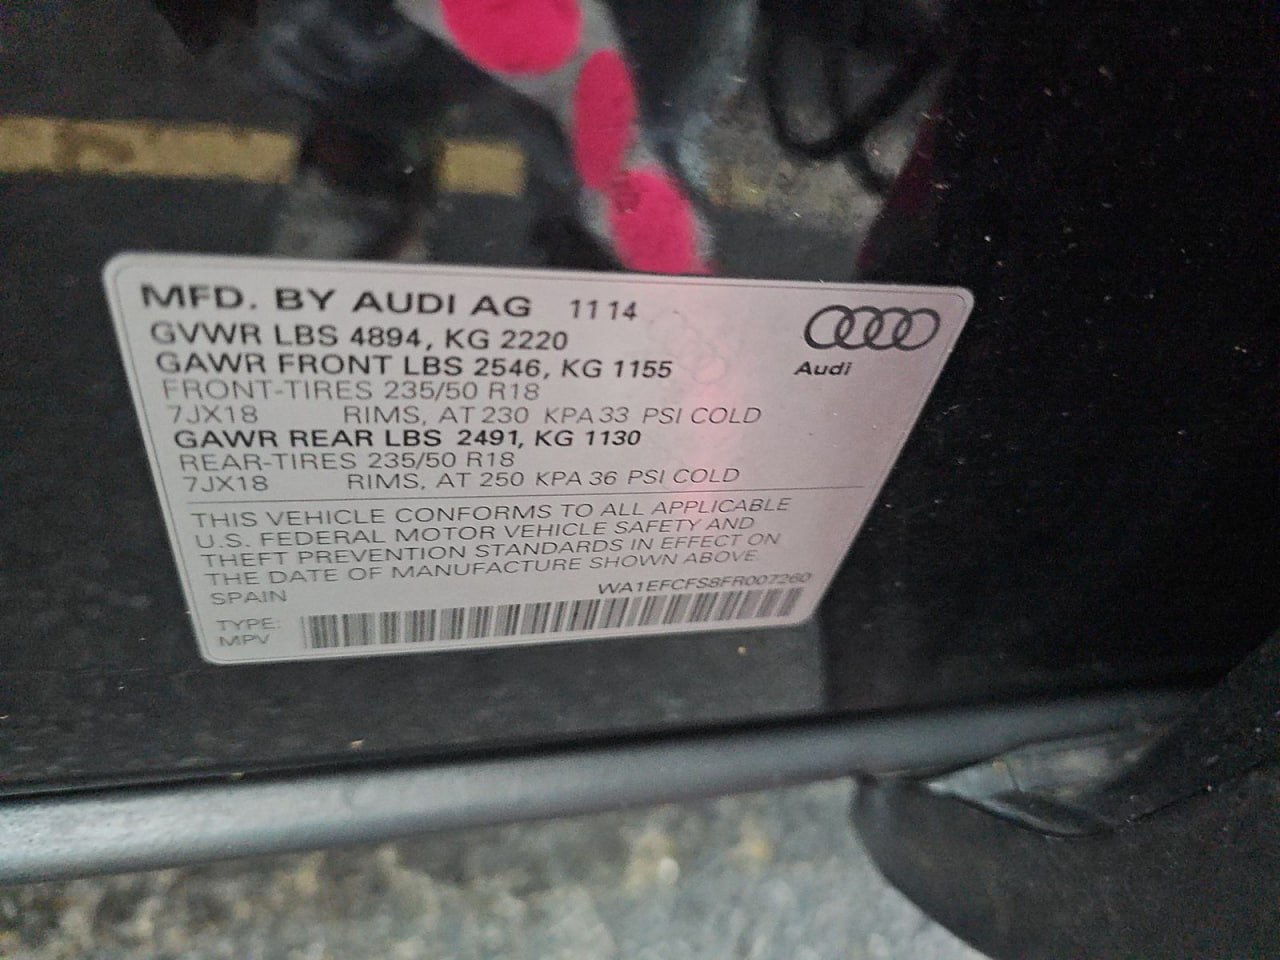 MFD. BY AUDI AG 11 14
GVWR LBS 4894, KG 2220
GAWR FRONT LBS 2546, KG 1155
FRONT-TIRES 235/50 R18
7JX18 RIMS, AT 230 KPA 33 PSI COLD
GAWR REAR LBS 2491, KG 1130
REAR-TIRES 235/50 R18
7JX18 RIMS, AT 250 KPA 36 PSI COLD
Audi
THIS VEHICLE CONFORMS TO ALL APPLICABLE
U.S. FEDERAL MOTOR VEHICLE SAFETY AND
THEFT PREVENTION STANDARDS IN EFFECT ON
THE DATE OF MANUFACTURE SHOWN ABOVE.
SPAIN WA1EFCFS8FR007260
TYPE:
MPV